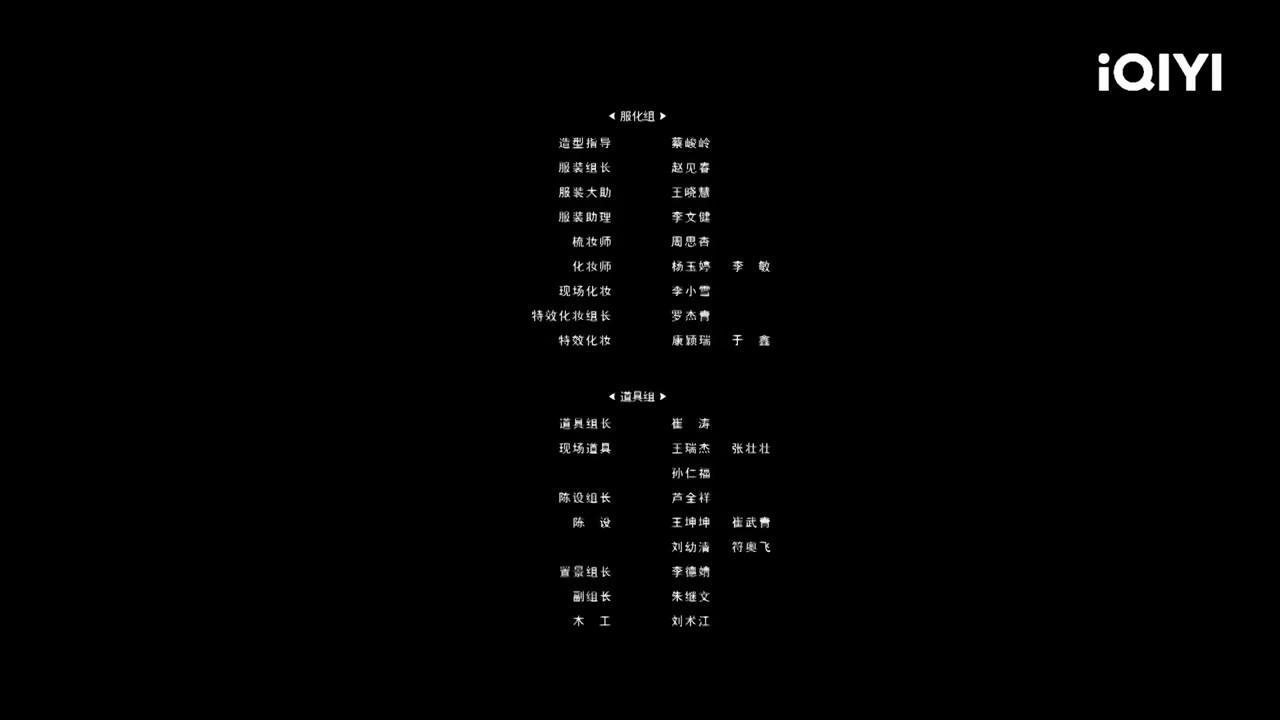 iQIYI
◀ 服化组 ▶
造型指导 蔡峻岭
服装组长 赵见春
服装大助 王晓慧
服装助理 李文健
梳妆师 周思杏
化妆师 杨玉婷 李 敏
现场化妆 李小雪
特效化妆组长 罗杰青
特效化妆 康颖瑞 于 鑫
◀ 道具组 ▶
道具组长 崔 涛
现场道具 王瑞杰 张壮壮
孙仁福
陈设组长 芦全祥
陈 设 王坤坤 崔武青
刘幼清 符奥飞
置景组长 李德婧
副组长 朱继文
木 工 刘术江